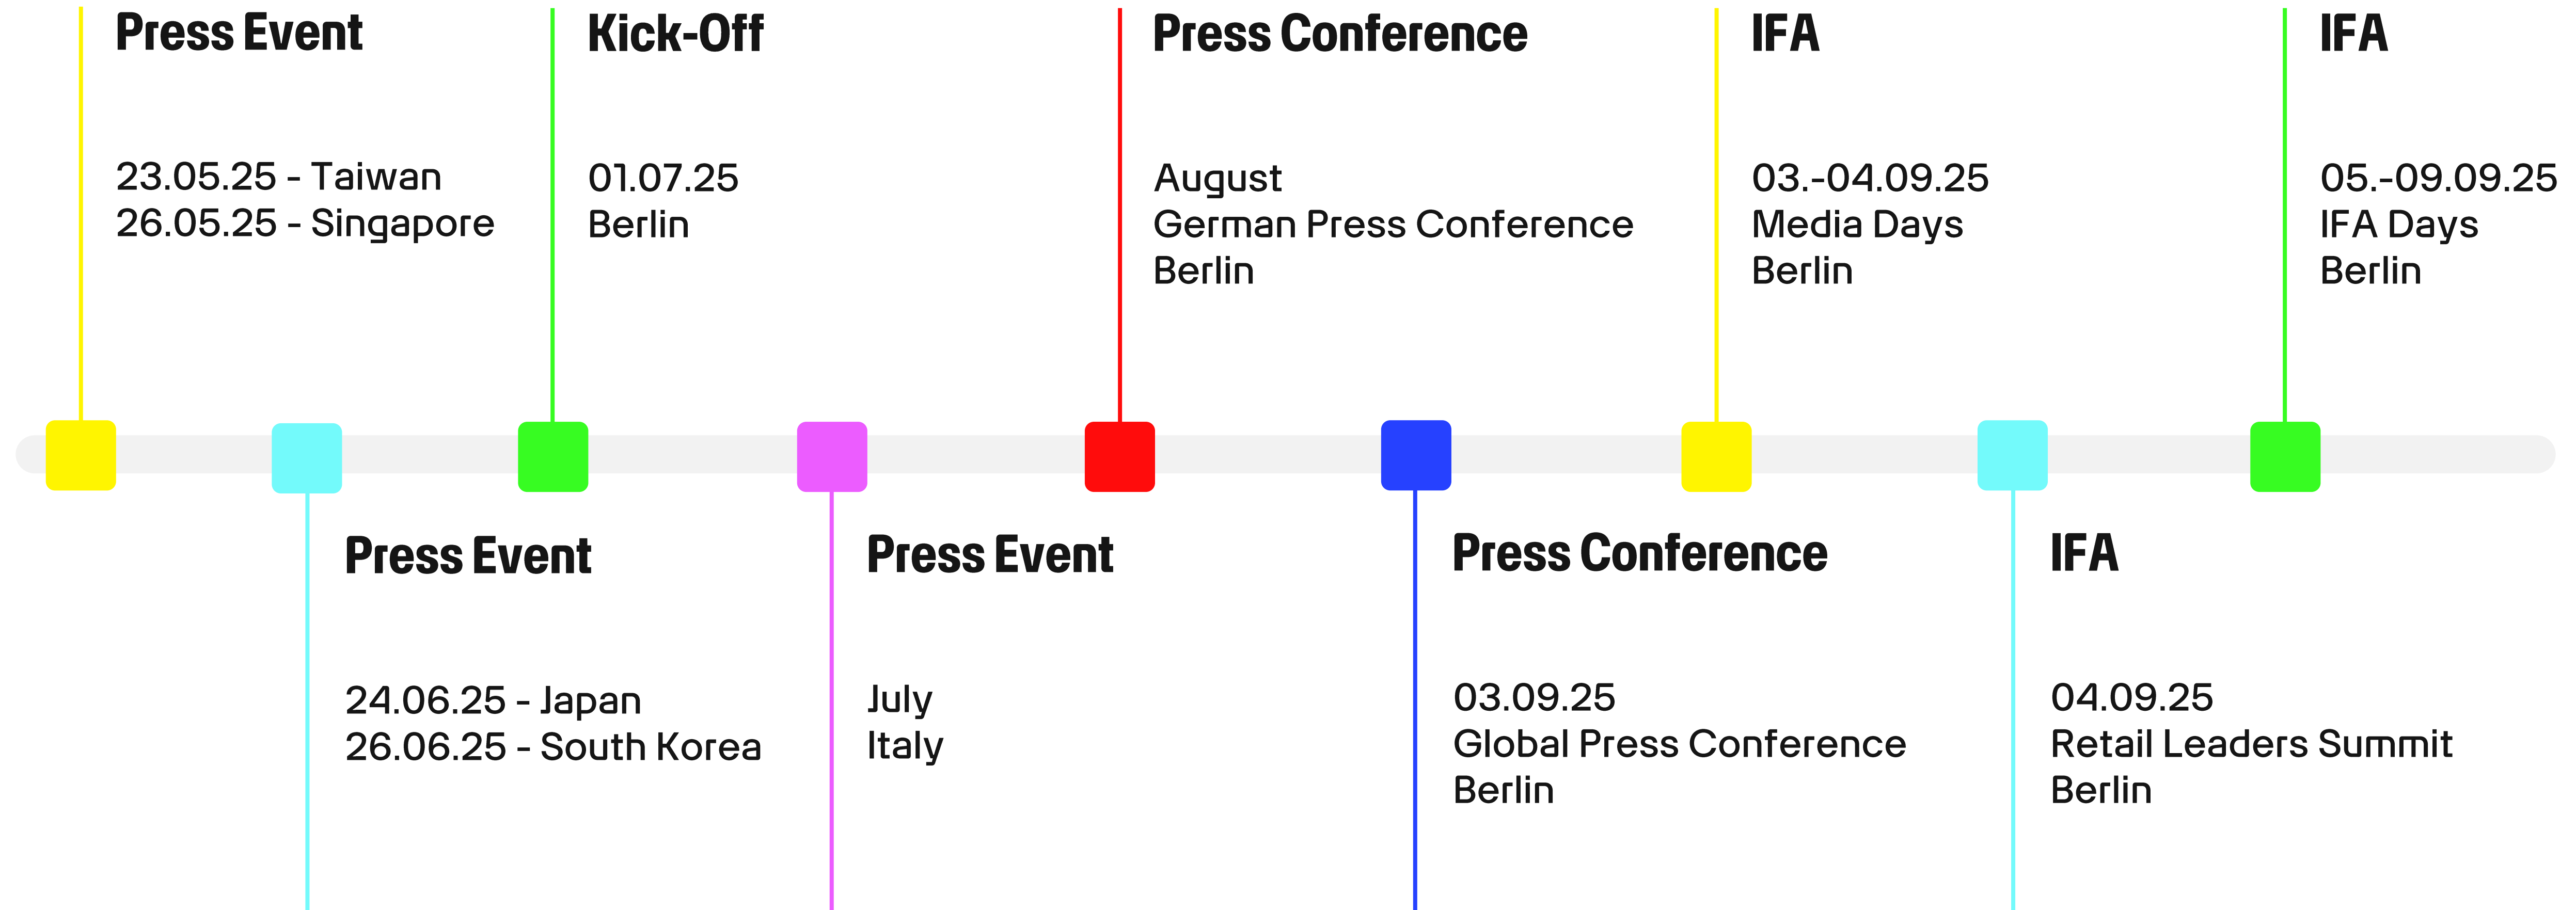 Press Event
23.05.25 - Taiwan
26.05.25 - Singapore
Kick-Off
01.07.25
Berlin
Press Conference
August
German Press Conference
Berlin
IFA
03.-04.09.25
Media Days
Berlin
IFA
05.-09.09.25
IFA Days
Berlin
Press Event
24.06.25 - Japan
26.06.25 - South Korea
Press Event
July
Italy
Press Conference
03.09.25
Global Press Conference
Berlin
IFA
04.09.25
Retail Leaders Summit
Berlin